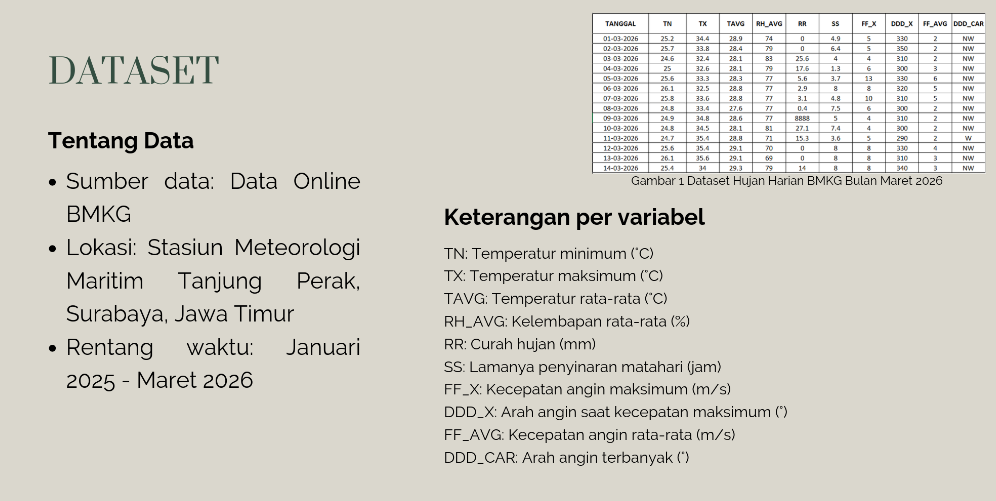 DATASET
Tentang Data
• Sumber data: Data Online
BMKG
• Lokasi: Stasiun Meteorologi
Maritim Tanjung Perak,
Surabaya, Jawa Timur
• Rentang waktu: Januari
2025 - Maret 2026
TANGGAL TN TX TAVG RH_AVG RR SS FF_X DDD_X FF_AVG DDD_CAR
01-03-2026 25.2 34.4 28.9 74 0 4.9 5 330 2 NW
02-03-2026 25.7 33.8 28.4 79 0 6.4 5 350 2 NW
03-03-2026 24.6 32.4 28.1 83 25.6 4 4 310 2 NW
04-03-2026 25 32.6 28.1 79 17.6 1.3 6 300 3 NW
05-03-2026 25.6 33.3 28.3 77 5.6 3.7 13 330 6 NW
06-03-2026 26.1 32.5 28.8 77 2.9 8 8 320 5 NW
07-03-2026 25.8 33.6 28.8 77 3.1 4.8 10 310 5 NW
08-03-2026 24.8 33.4 27.6 77 0.4 7.5 6 300 2 NW
09-03-2026 24.9 34.8 28.6 77 8888 5 4 310 2 NW
10-03-2026 24.8 34.5 28.1 81 27.1 7.4 4 300 2 NW
11-03-2026 24.7 35.4 28.8 71 15.3 3.6 5 290 2 W
12-03-2026 25.6 35.4 29.1 70 0 8 8 330 4 NW
13-03-2026 26.1 35.6 29.1 69 0 8 8 310 3 NW
14-03-2026 25.4 34 29.3 79 14 8 8 340 3 NW
Gambar 1 Dataset Hujan Harian BMKG Bulan Maret 2026
Keterangan per variabel
TN: Temperatur minimum (°C)
TX: Temperatur maksimum (°C)
TAVG: Temperatur rata-rata (°C)
RH_AVG: Kelembapan rata-rata (%)
RR: Curah hujan (mm)
SS: Lamanya penyinaran matahari (jam)
FF_X: Kecepatan angin maksimum (m/s)
DDD_X: Arah angin saat kecepatan maksimum (°)
FF_AVG: Kecepatan angin rata-rata (m/s)
DDD_CAR: Arah angin terbanyak (°)